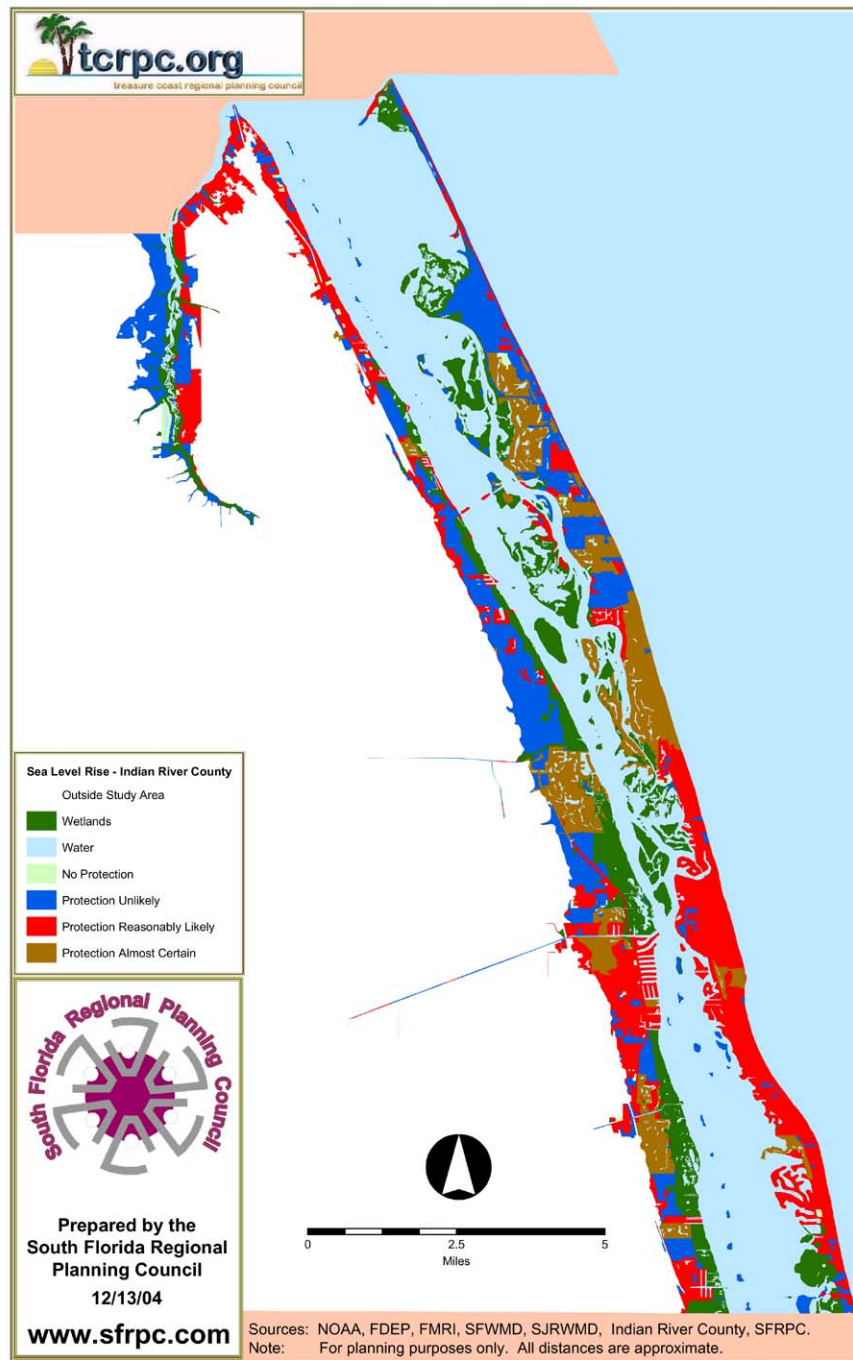 tcrpc.org
treasure coast regional planning council
Sea Level Rise - Indian River County
Outside Study Area
Wetlands
Water
No Protection
Protection Unlikely
Protection Reasonably Likely
Protection Almost Certain
South Florida Regional Planning Council
Prepared by the
South Florida Regional
Planning Council
12/13/04
www.sfrpc.com
0 2.5 5
Miles
Sources: NOAA, FDEP, FMRI, SFWMD, SJRWMD, Indian River County, SFRPC.
Note: For planning purposes only. All distances are approximate.